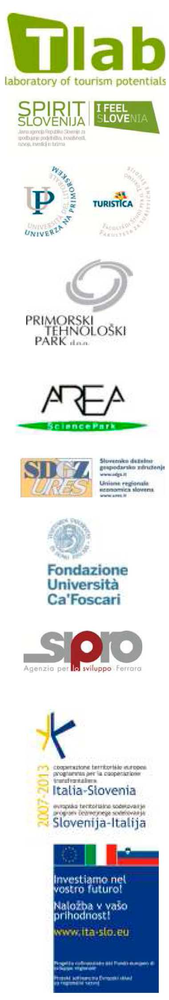 Tlab
laboratory of tourism potentials
SPIRIT
SLOVENIJA
I FEEL
SLOVENIA
Javna agencija Republike Slovenije za
spodbujanje podjetništva, inovativnosti,
razvoja, investicij in turizma
UP
UNIVERSITÀ DEL LITORALE
UNIVERZA NA PRIMORSKEM
TURISTICA
FAKULTETA ZA TURISTIČNE ŠTUDIJE
PRIMORSKI
TEHNOLOŠKI
PARK d.o.o.
AREA
SciencePark
SDGZ
URES
Slovensko deželno
gospodarsko združenje
www.sdgz.it
Unione regionale
economica slovena
www.ures.it
Fondazione
Università
Ca'Foscari
sipro
Agenzia per lo sviluppo Ferrara
2007-2013
cooperazione territoriale europea
programma per la cooperazione
transfrontaliera
Italia-Slovenia
evropsko teritorialno sodelovanje
program čezmejnega sodelovanja
Slovenija-Italija
Investiamo nel
vostro futuro!
Naložba v vašo
prihodnost!
www.ita-slo.eu
Progetto cofinanziato dal Fondo europeo di
sviluppo regionale
Projekt sofinancira Evropski sklad
za regionalni razvoj